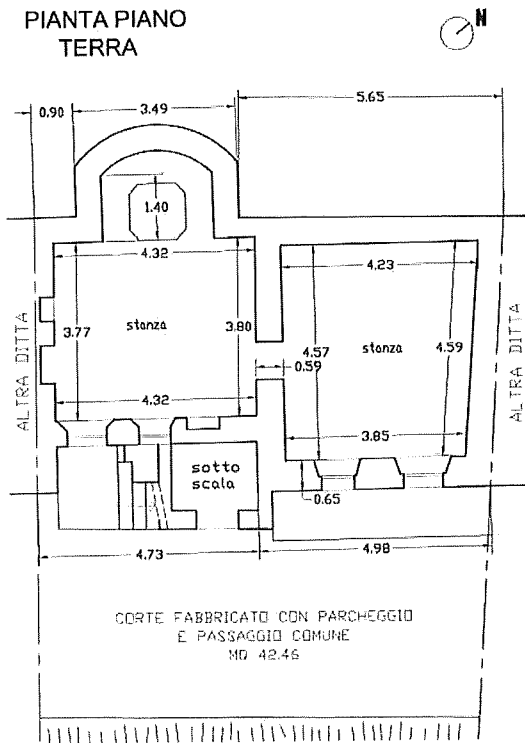 PIANTA PIANO
TERRA
N
0.90
3.49
5.65
1.40
4.32
4.23
3.77
stanza
3.80
4.57
stanza
4.59
ALTRA DITTA
ALTRA DITTA
0.59
4.32
3.85
sotto
scala
0.65
4.73
4.98
CORTE FABBRICATO CON PARCHEGGIO
E PASSAGGIO COMUNE
MQ 42.46